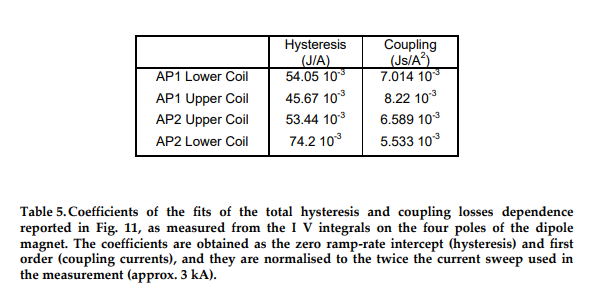 Hysteresis Coupling
(J/A) (Js/A²)
AP1 Lower Coil 54.05 10⁻³ 7.014 10⁻³
AP1 Upper Coil 45.67 10⁻³ 8.22 10⁻³
AP2 Upper Coil 53.44 10⁻³ 6.589 10⁻³
AP2 Lower Coil 74.2 10⁻³ 5.533 10⁻³
Table 5. Coefficients of the fits of the total hysteresis and coupling losses dependence
reported in Fig. 11, as measured from the I V integrals on the four poles of the dipole
magnet. The coefficients are obtained as the zero ramp-rate intercept (hysteresis) and first
order (coupling currents), and they are normalised to the twice the current sweep used in
the measurement (approx. 3 kA).